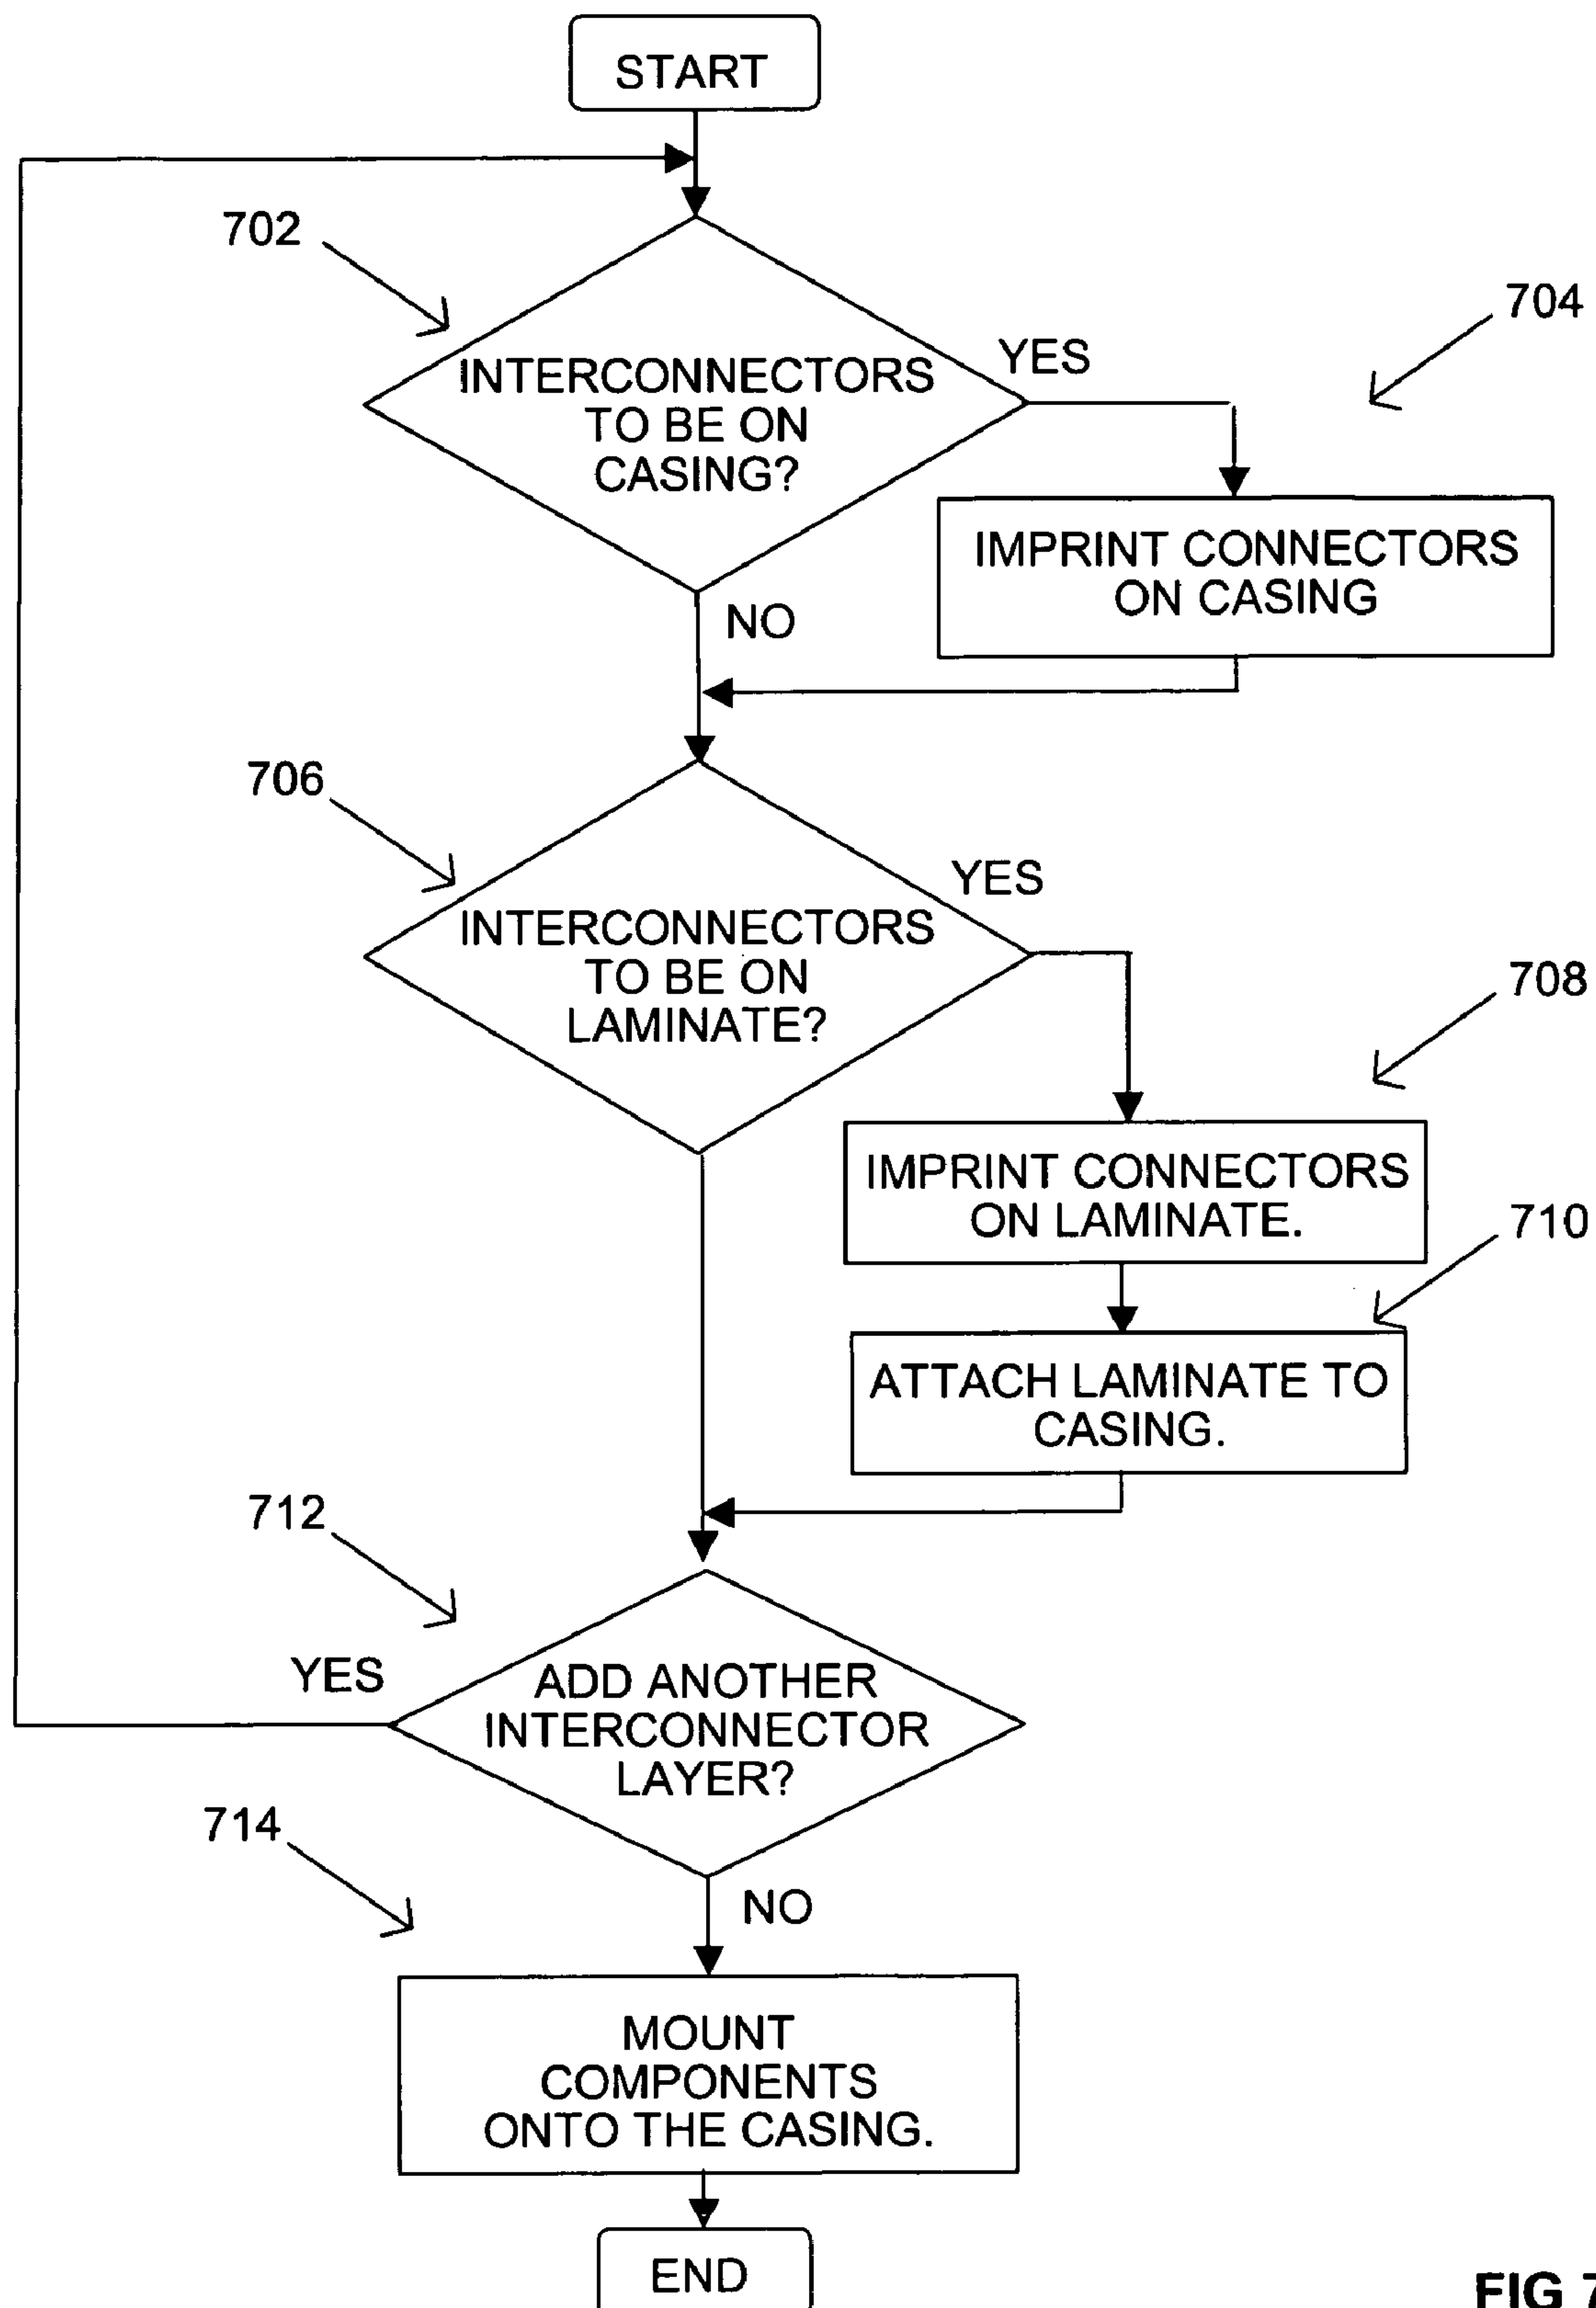 START
702
INTERCONNECTORS
TO BE ON
CASING?
YES
704
IMPRINT CONNECTORS
ON CASING
NO
706
INTERCONNECTORS
TO BE ON
LAMINATE?
YES
708
IMPRINT CONNECTORS
ON LAMINATE.
710
ATTACH LAMINATE TO
CASING.
712
YES
ADD ANOTHER
INTERCONNECTOR
LAYER?
714
NO
MOUNT
COMPONENTS
ONTO THE CASING.
END
FIG 7